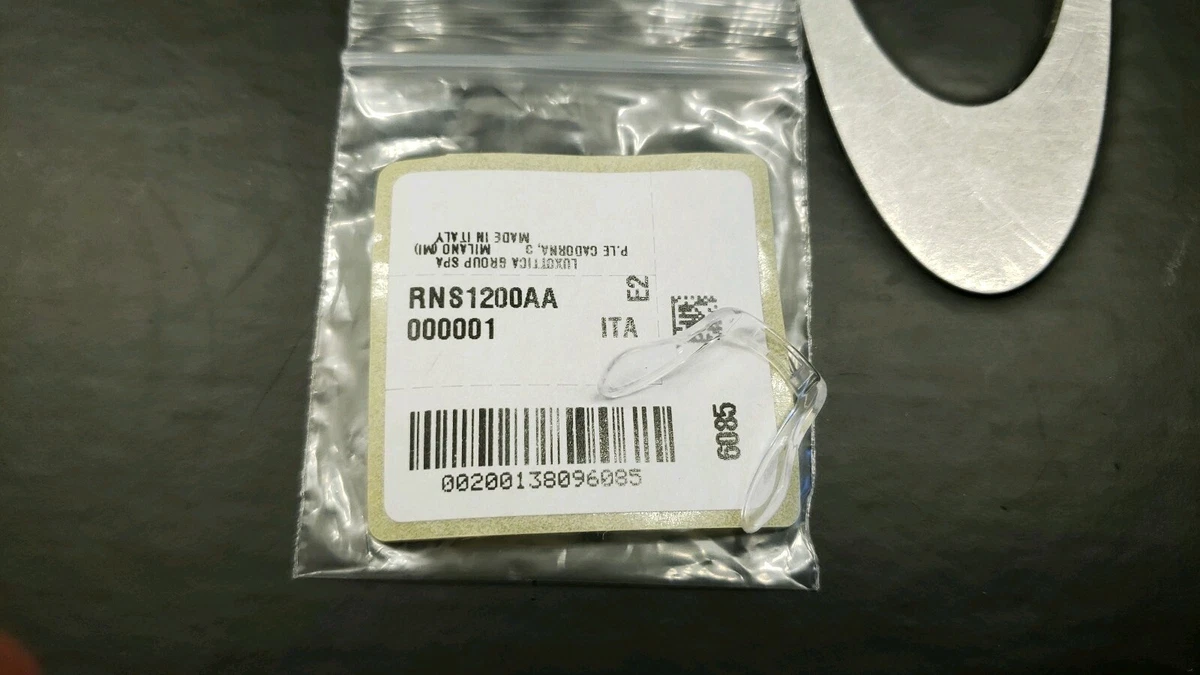 LUXOTTICA GROUP SPA
P.LE CADORNA, 3 MILANO (MI)
MADE IN ITALY
RNS1200AA
E2
000001
ITA
6085
00200138096085